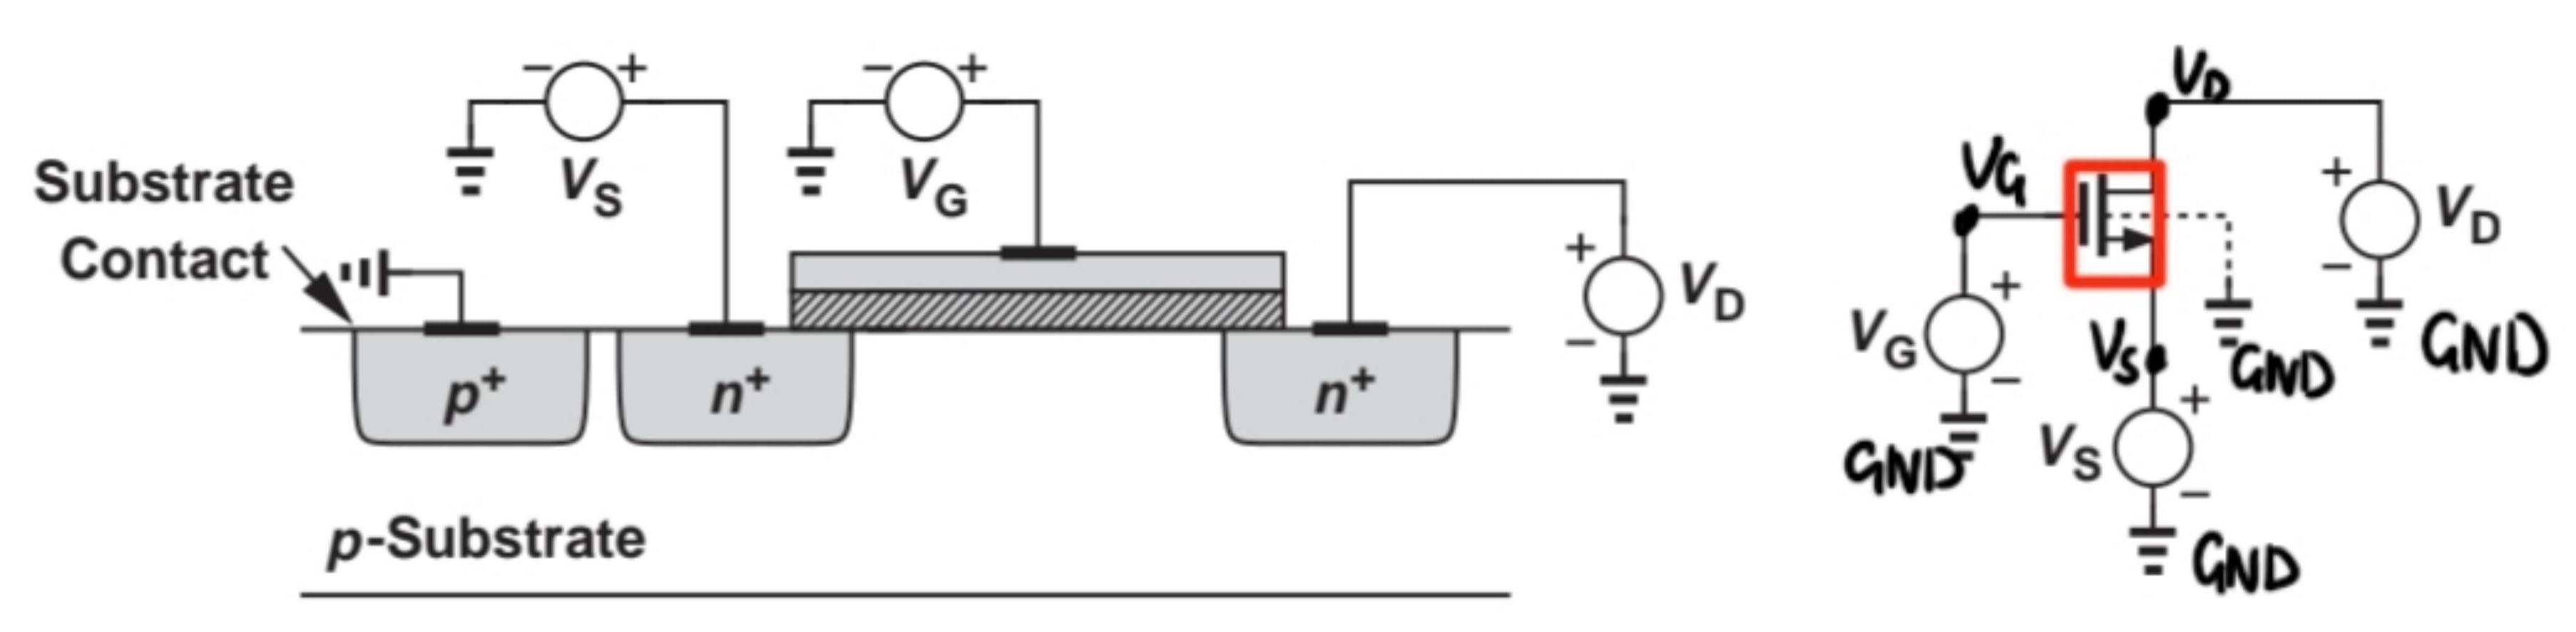 − + − +
V_S V_G
Substrate
Contact
+
V_D
−
p+ n+ n+
p-Substrate
V_D
V_G
+
V_D
−
+
V_G
−
GND
GND
GND
V_S
+
V_S
−
GND